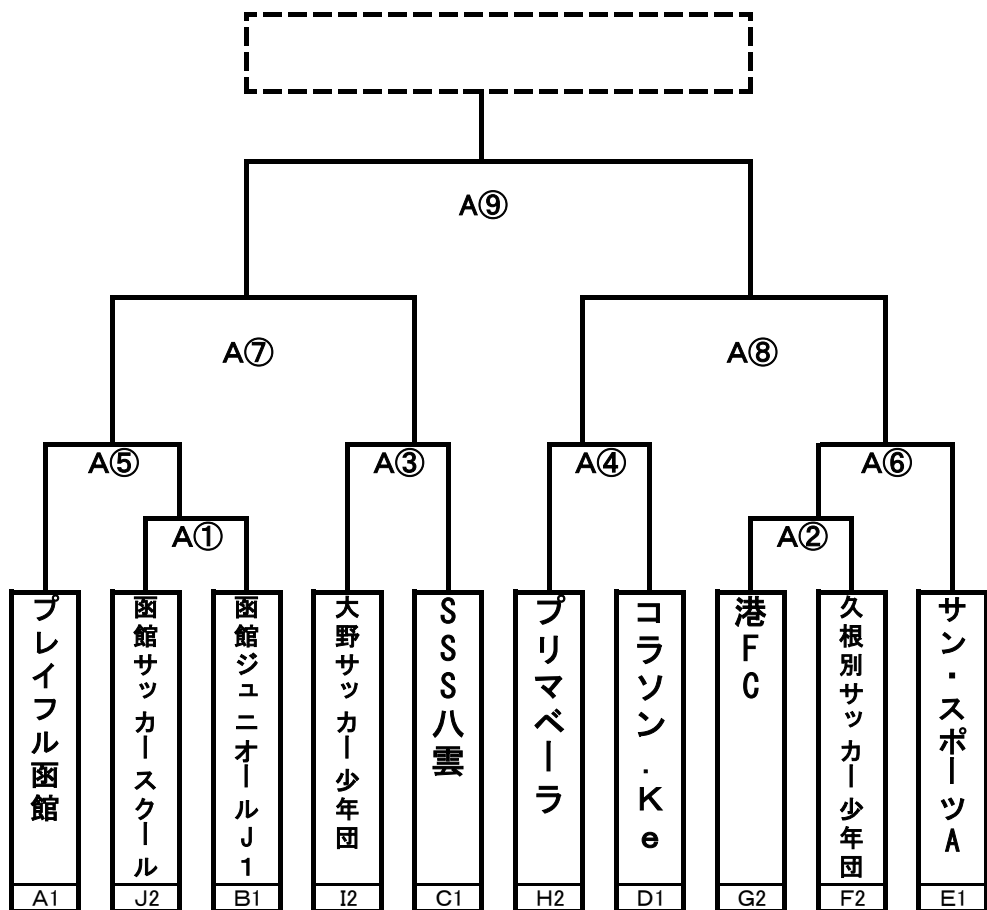 A⑨
A⑦
A⑧
A⑤
A③
A④
A⑥
A①
A②
プレイフル函館
函館サッカースクール
函館ジュニオールJ1
大野サッカー少年団
SSS八雲
プリマベーラ
コラソン.Ke
港FC
久根別サッカー少年団
サン・スポーツA
A1
J2
B1
I2
C1
H2
D1
G2
F2
E1